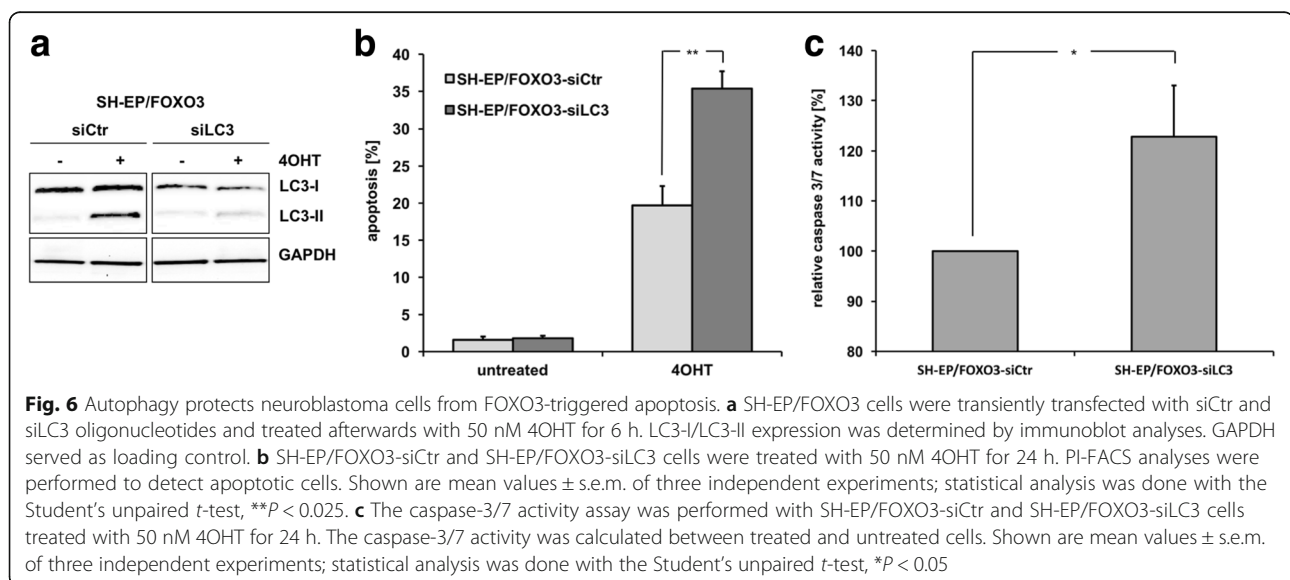 a
SH-EP/FOXO3
siCtr siLC3
- + - + 4OHT
LC3-I
LC3-II
GAPDH
b
40
35
30
25
20
15
10
5
0
apoptosis [%]
SH-EP/FOXO3-siCtr
SH-EP/FOXO3-siLC3
**
untreated 4OHT
c
140
130
120
110
100
90
80
relative caspase 3/7 activity [%]
*
SH-EP/FOXO3-siCtr SH-EP/FOXO3-siLC3
Fig. 6 Autophagy protects neuroblastoma cells from FOXO3-triggered apoptosis. a SH-EP/FOXO3 cells were transiently transfected with siCtr and
siLC3 oligonucleotides and treated afterwards with 50 nM 4OHT for 6 h. LC3-I/LC3-II expression was determined by immunoblot analyses. GAPDH
served as loading control. b SH-EP/FOXO3-siCtr and SH-EP/FOXO3-siLC3 cells were treated with 50 nM 4OHT for 24 h. PI-FACS analyses were
performed to detect apoptotic cells. Shown are mean values ± s.e.m. of three independent experiments; statistical analysis was done with the
Student's unpaired t-test, **P < 0.025. c The caspase-3/7 activity assay was performed with SH-EP/FOXO3-siCtr and SH-EP/FOXO3-siLC3 cells
treated with 50 nM 4OHT for 24 h. The caspase-3/7 activity was calculated between treated and untreated cells. Shown are mean values ± s.e.m.
of three independent experiments; statistical analysis was done with the Student's unpaired t-test, *P < 0.05